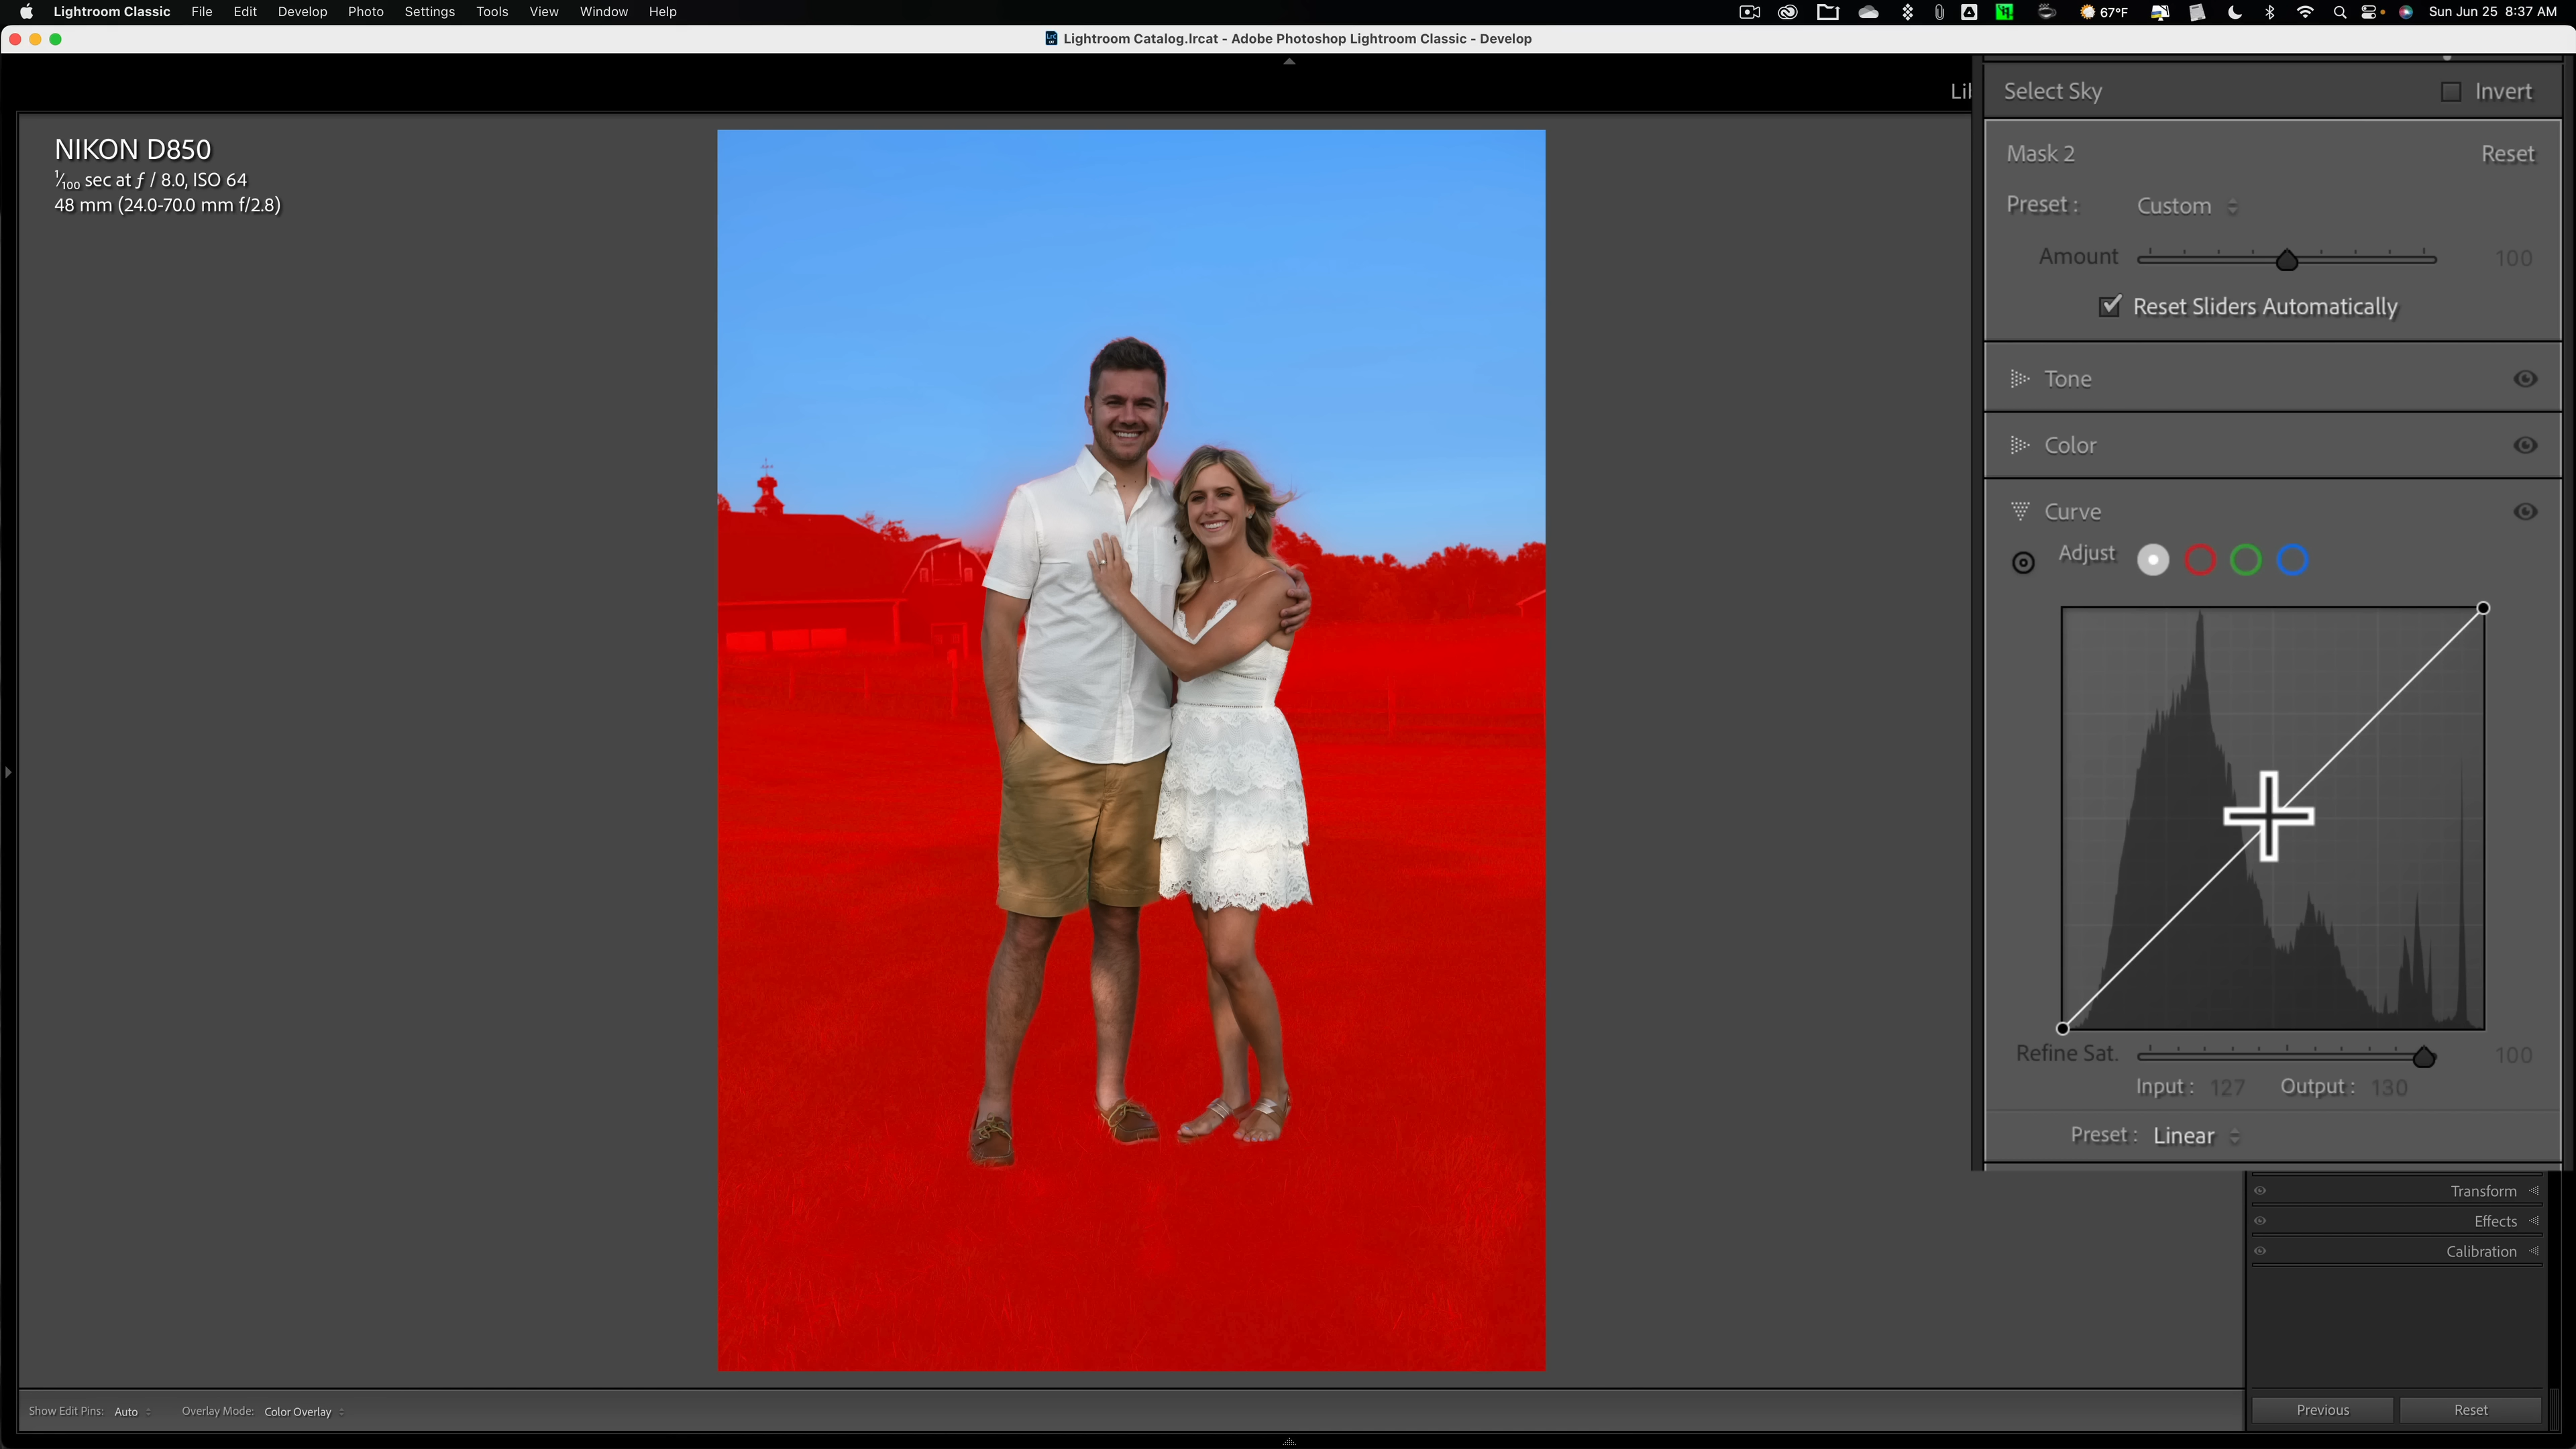 Lightroom Classic File Edit Develop Photo Settings Tools View Window Help
67°F Sun Jun 25 8:37 AM
Lightroom Catalog.lrcat - Adobe Photoshop Lightroom Classic - Develop
Lib
NIKON D850
1/100 sec at ƒ / 8.0, ISO 64
48 mm (24.0-70.0 mm f/2.8)
Select Sky Invert
Mask 2 Reset
Preset : Custom
Amount 100
Reset Sliders Automatically
Tone
Color
Curve
Adjust
Refine Sat. 100
Input : 127 Output : 130
Preset : Linear
Transform
Effects
Calibration
Show Edit Pins: Auto Overlay Mode: Color Overlay
Previous Reset